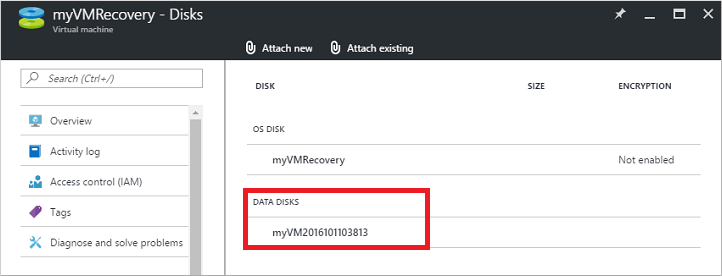 myVMRecovery - Disks
Virtual machine
Attach new Attach existing
Search (Ctrl+/)
Overview
Activity log
Access control (IAM)
Tags
Diagnose and solve problems
DISK SIZE ENCRYPTION
OS DISK
myVMRecovery Not enabled
DATA DISKS
myVM2016101103813